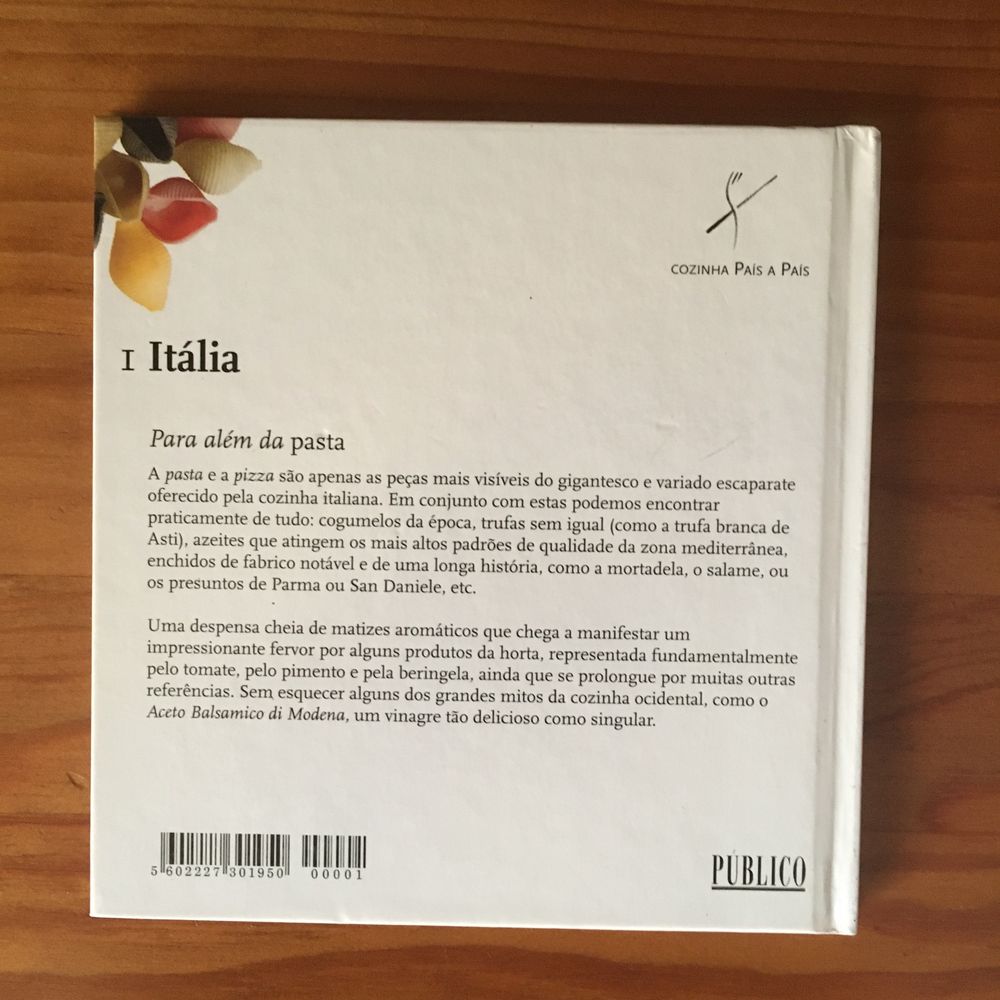 COZINHA PAÍS A PAÍS
1 Itália
Para além da pasta
A pasta e a pizza são apenas as peças mais visíveis do gigantesco e variado escaparate
oferecido pela cozinha italiana. Em conjunto com estas podemos encontrar
praticamente de tudo: cogumelos da época, trufas sem igual (como a trufa branca de
Asti), azeites que atingem os mais altos padrões de qualidade da zona mediterrânea,
enchidos de fabrico notável e de uma longa história, como a mortadela, o salame, ou
os presuntos de Parma ou San Daniele, etc.
Uma despensa cheia de matizes aromáticos que chega a manifestar um
impressionante fervor por alguns produtos da horta, representada fundamentalmente
pelo tomate, pelo pimento e pela beringela, ainda que se prolongue por muitas outras
referências. Sem esquecer alguns dos grandes mitos da cozinha ocidental, como o
Aceto Balsamico di Modena, um vinagre tão delicioso como singular.
5 602227 301950 00001
PÚBLICO